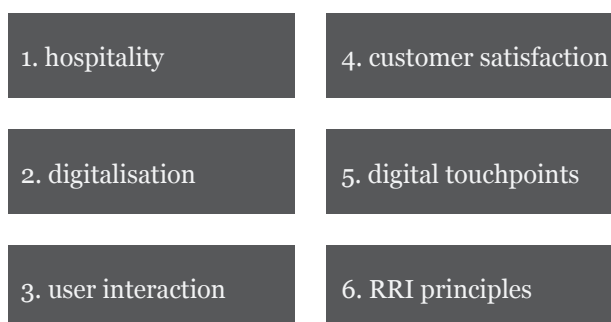 1. hospitality
2. digitalisation
3. user interaction
4. customer satisfaction
5. digital touchpoints
6. RRI principles